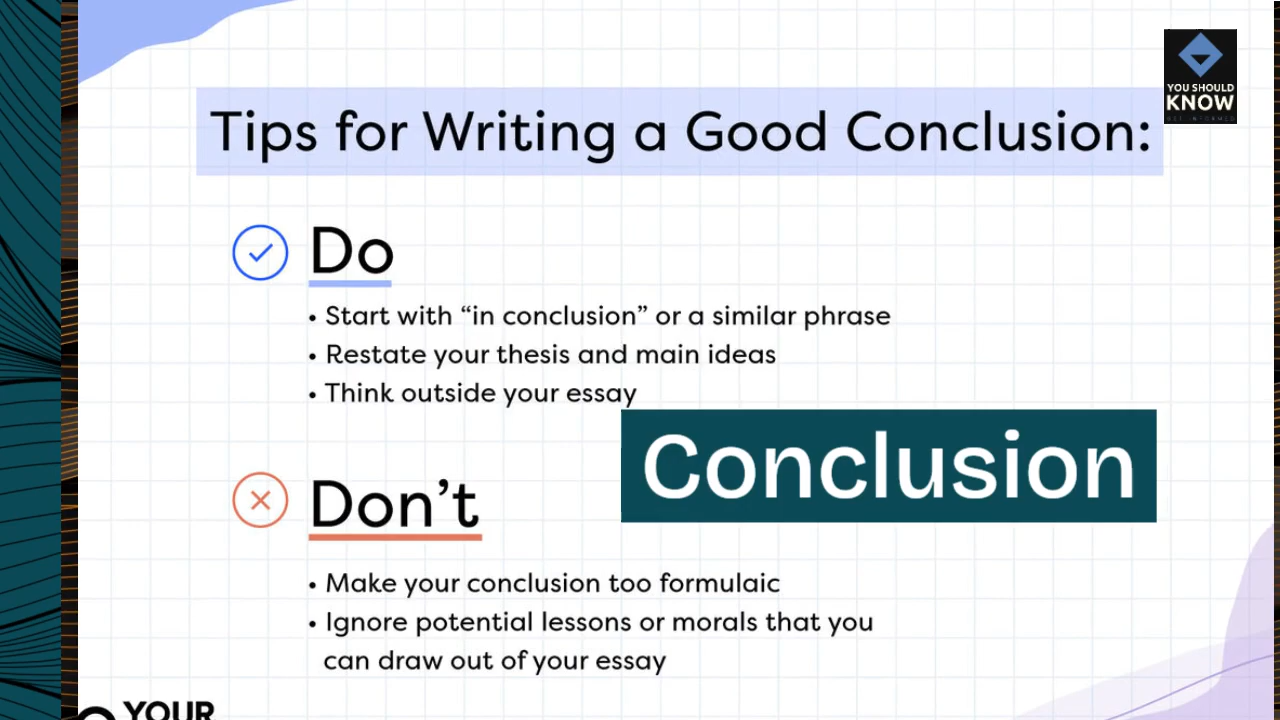 YOU SHOULD
KNOW
GET INFORMED
Tips for Writing a Good Conclusion:
Do
• Start with “in conclusion” or a similar phrase
• Restate your thesis and main ideas
• Think outside your essay
Conclusion
Don’t
• Make your conclusion too formulaic
• Ignore potential lessons or morals that you
can draw out of your essay
YOUR